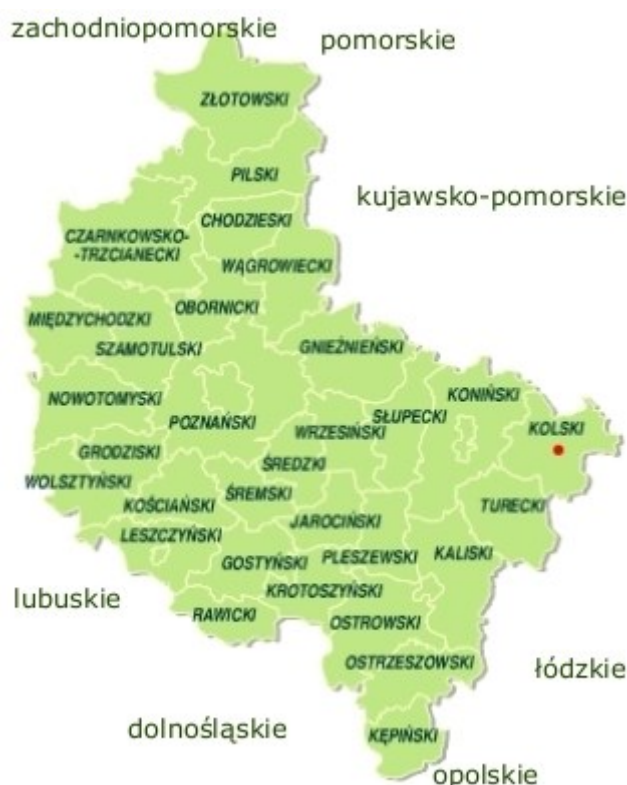 zachodniopomorskie
pomorskie
ZŁOTOWSKI
PILSKI
kujawsko-pomorskie
CHODZIESKI
CZARNKOWSKO-
-TRZCIANECKI
WĄGROWIECKI
OBORNICKI
MIĘDZYCHODZKI
SZAMOTULSKI
GNIEŹNIEŃSKI
NOWOTOMYSKI
KONIŃSKI
POZNAŃSKI
SŁUPECKI
WRZESIŃSKI
KOLSKI
GRODZISKI
ŚREDZKI
WOLSZTYŃSKI
KOŚCIAŃSKI
ŚREMSKI
TURECKI
LESZCZYŃSKI
JAROCIŃSKI
GOSTYŃSKI
PLESZEWSKI
KALISKI
KROTOSZYŃSKI
lubuskie
RAWICKI
OSTROWSKI
OSTRZESZOWSKI
łódzkie
dolnośląskie
KĘPIŃSKI
opolskie